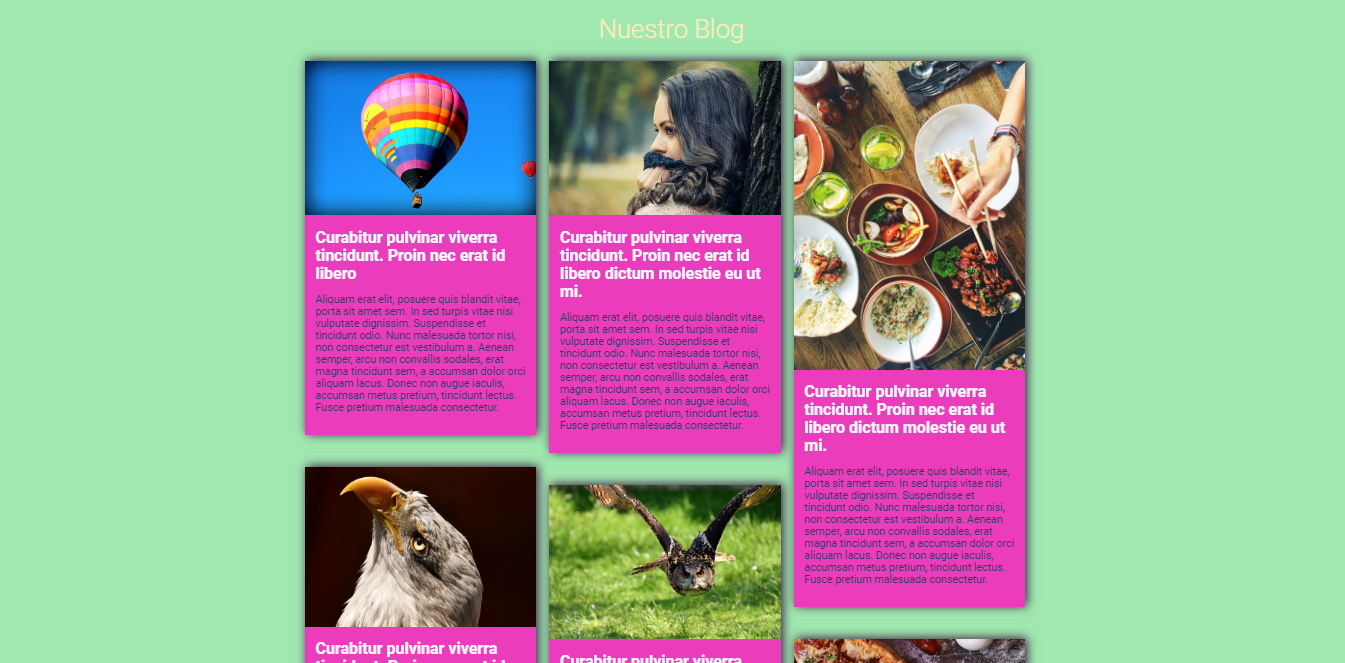 Nuestro Blog
Curabitur pulvinar viverra
tincidunt. Proin nec erat id
libero
Aliquam erat elit, posuere quis blandit vitae,
porta sit amet sem. In sed turpis vitae nisi
vulputate dignissim. Suspendisse et
tincidunt odio. Nunc malesuada tortor nisi,
non consectetur est vestibulum a. Aenean
semper, arcu non convallis sodales, erat
magna tincidunt sem, a accumsan dolor orci
aliquam lacus. Donec non augue iaculis,
accumsan metus pretium, tincidunt lectus.
Fusce pretium malesuada consectetur.
Curabitur pulvinar viverra
Curabitur pulvinar viverra
tincidunt. Proin nec erat id
libero dictum molestie eu ut
mi.
Aliquam erat elit, posuere quis blandit vitae,
porta sit amet sem. In sed turpis vitae nisi
vulputate dignissim. Suspendisse et
tincidunt odio. Nunc malesuada tortor nisi,
non consectetur est vestibulum a. Aenean
semper, arcu non convallis sodales, erat
magna tincidunt sem, a accumsan dolor orci
aliquam lacus. Donec non augue iaculis,
accumsan metus pretium, tincidunt lectus.
Fusce pretium malesuada consectetur.
Curabitur pulvinar viverra
Curabitur pulvinar viverra
tincidunt. Proin nec erat id
libero dictum molestie eu ut
mi.
Aliquam erat elit, posuere quis blandit vitae,
porta sit amet sem. In sed turpis vitae nisi
vulputate dignissim. Suspendisse et
tincidunt odio. Nunc malesuada tortor nisi,
non consectetur est vestibulum a. Aenean
semper, arcu non convallis sodales, erat
magna tincidunt sem, a accumsan dolor orci
aliquam lacus. Donec non augue iaculis,
accumsan metus pretium, tincidunt lectus.
Fusce pretium malesuada consectetur.